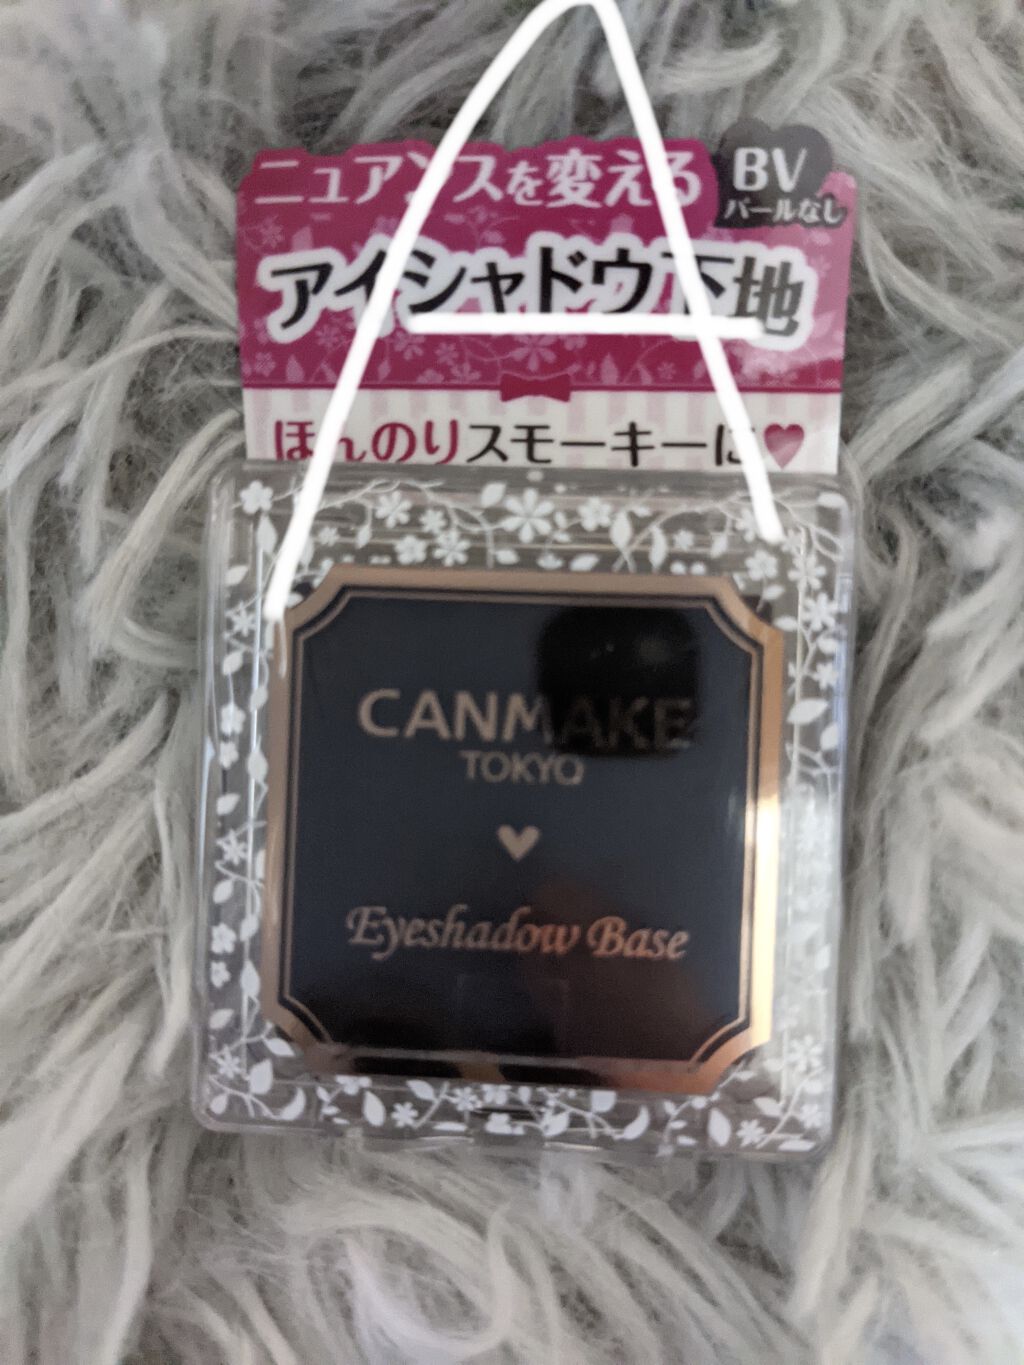 ニュアンスを変える
BV
パールなし
アイシャドウ下地
ほんのりスモーキーに♥
A
CANMAKE
TOKYO
Eyeshadow Base